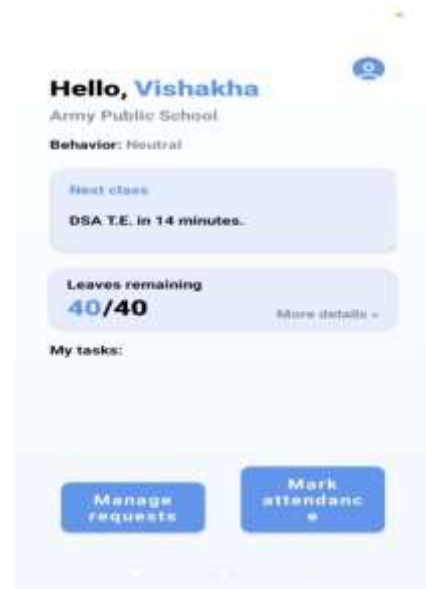 Hello, Vishakha
Army Public School
Behavior: Neutral
Next class
DSA T.E. in 14 minutes.
Leaves remaining
40/40
More details »
My tasks:
Manage
requests
Mark
attendanc
e